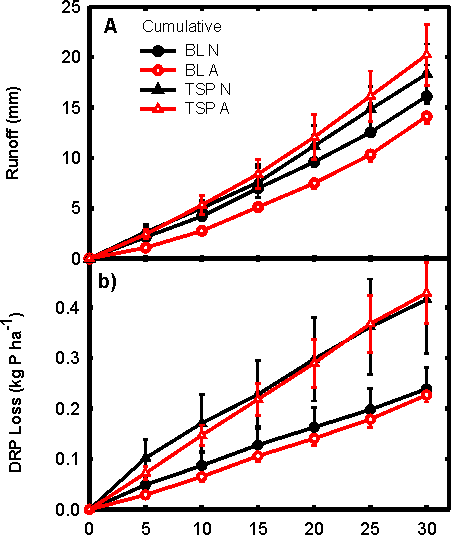 25
A
Cumulative
BL N
BL A
TSP N
TSP A
20
15
10
5
0
Runoff (mm)
b)
0.4
0.3
0.2
0.1
0.0
DRP Loss (kg P ha-1)
0 5 10 15 20 25 30